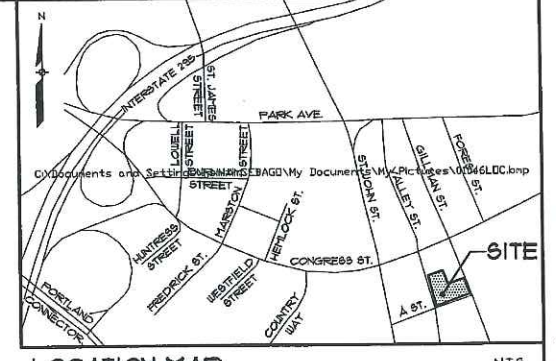 N
INTERSTATE 295
ST. JAMES
STREET
PARK AVE.
LOWELL
STREET
STREET
C:\Documents and Settings\SEBAGO\My Documents\My Pictures\01046LOC.bmp
STREET
MARSTON
HEMLOCK ST.
ST. JOHN ST.
VALLEY ST.
GILLMAN ST.
FOREST ST.
HUNTRESS
STREET
FREDRICK ST.
WESTFIELD
STREET
CONGRESS ST.
COUNTRY
WAY
SITE
A ST.
PORTLAND
CONNECTOR
LOCATION MAP
NTS